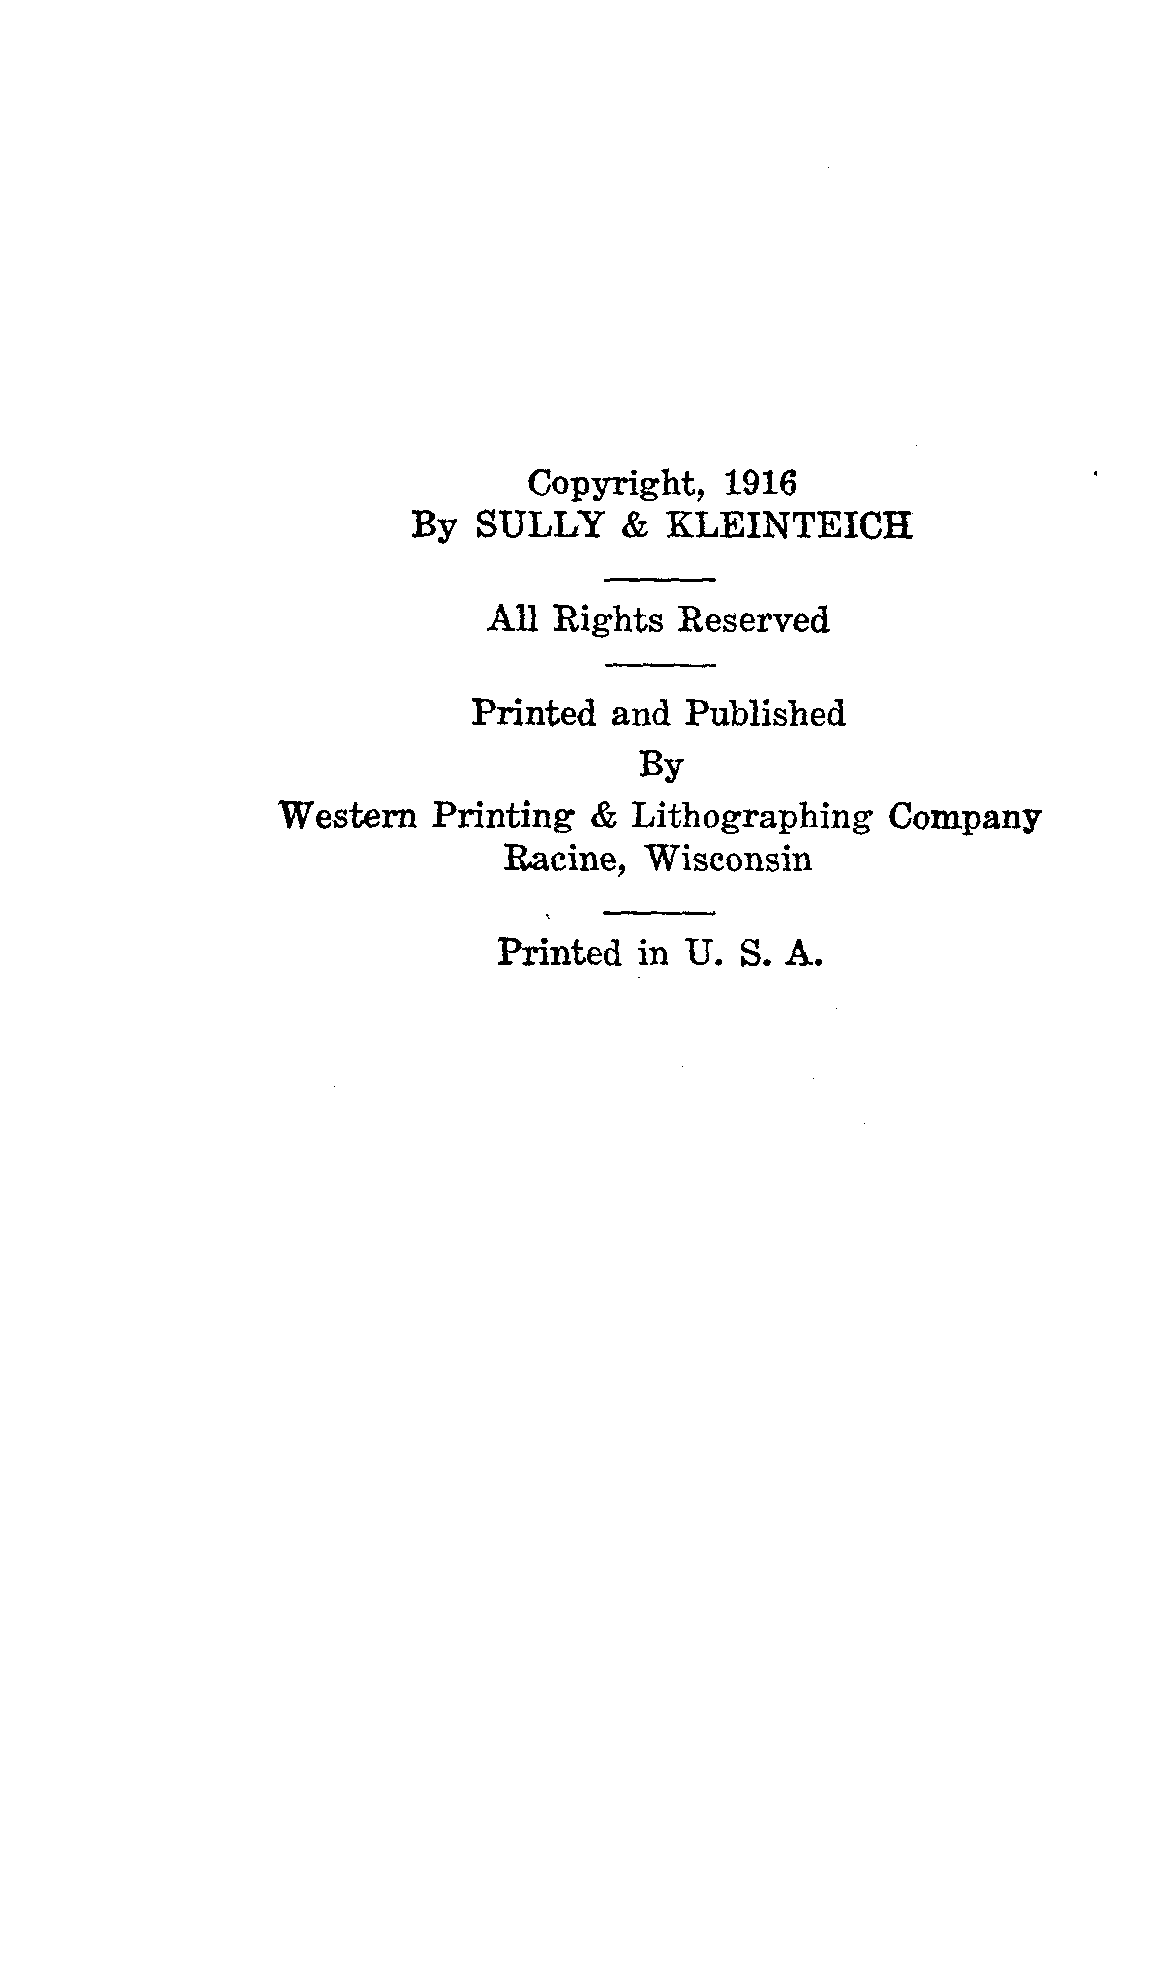 Copyright, 1916
By SULLY & KLEINTEICH
All Rights Reserved
Printed and Published
By
Western Printing & Lithographing Company
Racine, Wisconsin
Printed in U. S. A.